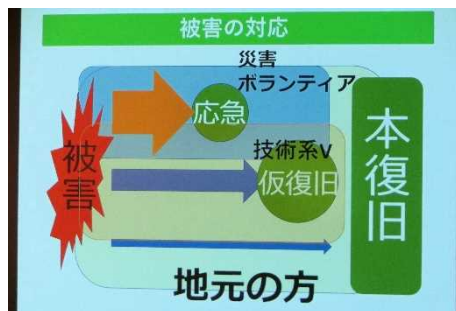 被害の対応
災害
ボランティア
応急
被害
技術系V
仮復旧
本復旧
地元の方